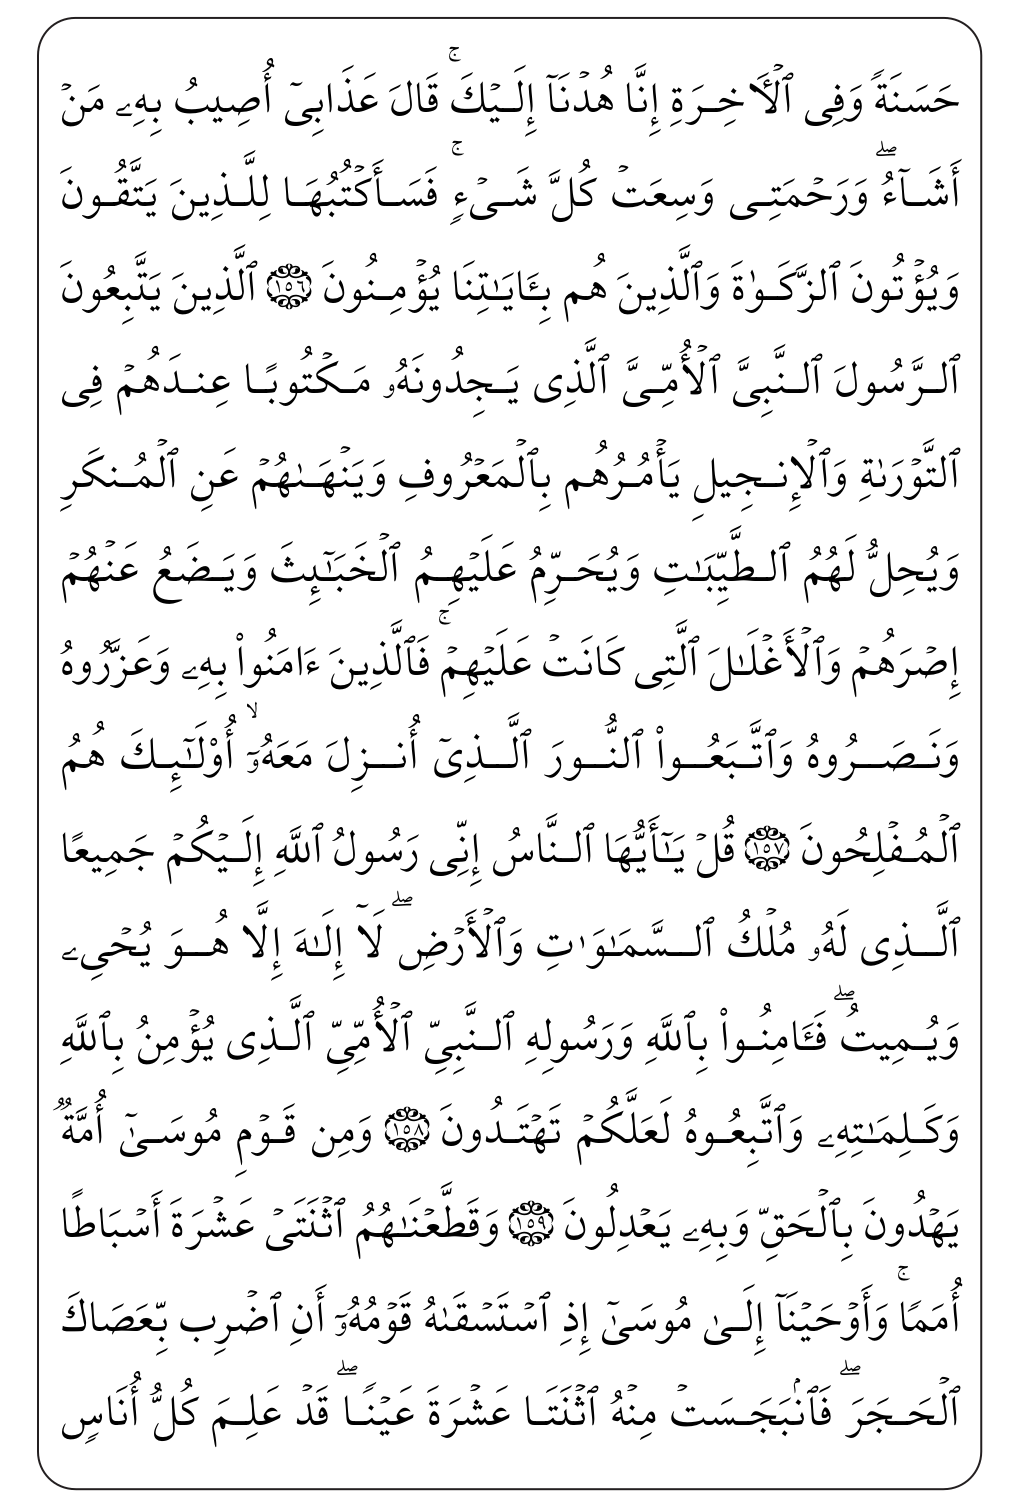 حَسَنَةً وَفِى ٱلْأَخِرَةِ إِنَّا هُدْنَآ إِلَيْكَ ۚ قَالَ عَذَابِىٓ أُصِيبُ بِهِۦ مَنْ
أَشَآءُ ۖ وَرَحْمَتِى وَسِعَتْ كُلَّ شَىْءٍ ۚ فَسَأَكْتُبُهَا لِلَّذِينَ يَتَّقُونَ
وَيُؤْتُونَ ٱلزَّكَوٰةَ وَٱلَّذِينَ هُم بِـَٔايَـٰتِنَا يُؤْمِنُونَ ١٥٦ ٱلَّذِينَ يَتَّبِعُونَ
ٱلرَّسُولَ ٱلنَّبِىَّ ٱلْأُمِّىَّ ٱلَّذِى يَجِدُونَهُۥ مَكْتُوبًا عِندَهُمْ فِى
ٱلتَّوْرَىٰةِ وَٱلْإِنجِيلِ يَأْمُرُهُم بِٱلْمَعْرُوفِ وَيَنْهَىٰهُمْ عَنِ ٱلْمُنكَرِ
وَيُحِلُّ لَهُمُ ٱلطَّيِّبَـٰتِ وَيُحَرِّمُ عَلَيْهِمُ ٱلْخَبَـٰٓئِثَ وَيَضَعُ عَنْهُمْ
إِصْرَهُمْ وَٱلْأَغْلَـٰلَ ٱلَّتِى كَانَتْ عَلَيْهِمْ ۚ فَٱلَّذِينَ ءَامَنُوا۟ بِهِۦ وَعَزَّرُوهُ
وَنَصَرُوهُ وَٱتَّبَعُوا۟ ٱلنُّورَ ٱلَّذِىٓ أُنزِلَ مَعَهُۥٓ ۙ أُو۟لَـٰٓئِكَ هُمُ
ٱلْمُفْلِحُونَ ١٥٧ قُلْ يَـٰٓأَيُّهَا ٱلنَّاسُ إِنِّى رَسُولُ ٱللَّهِ إِلَيْكُمْ جَمِيعًا
ٱلَّذِى لَهُۥ مُلْكُ ٱلسَّمَـٰوَٰتِ وَٱلْأَرْضِ ۖ لَآ إِلَـٰهَ إِلَّا هُوَ يُحْىِۦ
وَيُمِيتُ ۖ فَـَٔامِنُوا۟ بِٱللَّهِ وَرَسُولِهِ ٱلنَّبِىِّ ٱلْأُمِّىِّ ٱلَّذِى يُؤْمِنُ بِٱللَّهِ
وَكَلِمَـٰتِهِۦ وَٱتَّبِعُوهُ لَعَلَّكُمْ تَهْتَدُونَ ١٥٨ وَمِن قَوْمِ مُوسَىٰٓ أُمَّةٌ
يَهْدُونَ بِٱلْحَقِّ وَبِهِۦ يَعْدِلُونَ ١٥٩ وَقَطَّعْنَـٰهُمُ ٱثْنَتَىْ عَشْرَةَ أَسْبَاطًا
أُمَمًا ۚ وَأَوْحَيْنَآ إِلَىٰ مُوسَىٰٓ إِذِ ٱسْتَسْقَىٰهُ قَوْمُهُۥٓ أَنِ ٱضْرِب بِّعَصَاكَ
ٱلْحَجَرَ ۖ فَٱنۢبَجَسَتْ مِنْهُ ٱثْنَتَا عَشْرَةَ عَيْنًا ۖ قَدْ عَلِمَ كُلُّ أُنَاسٍ